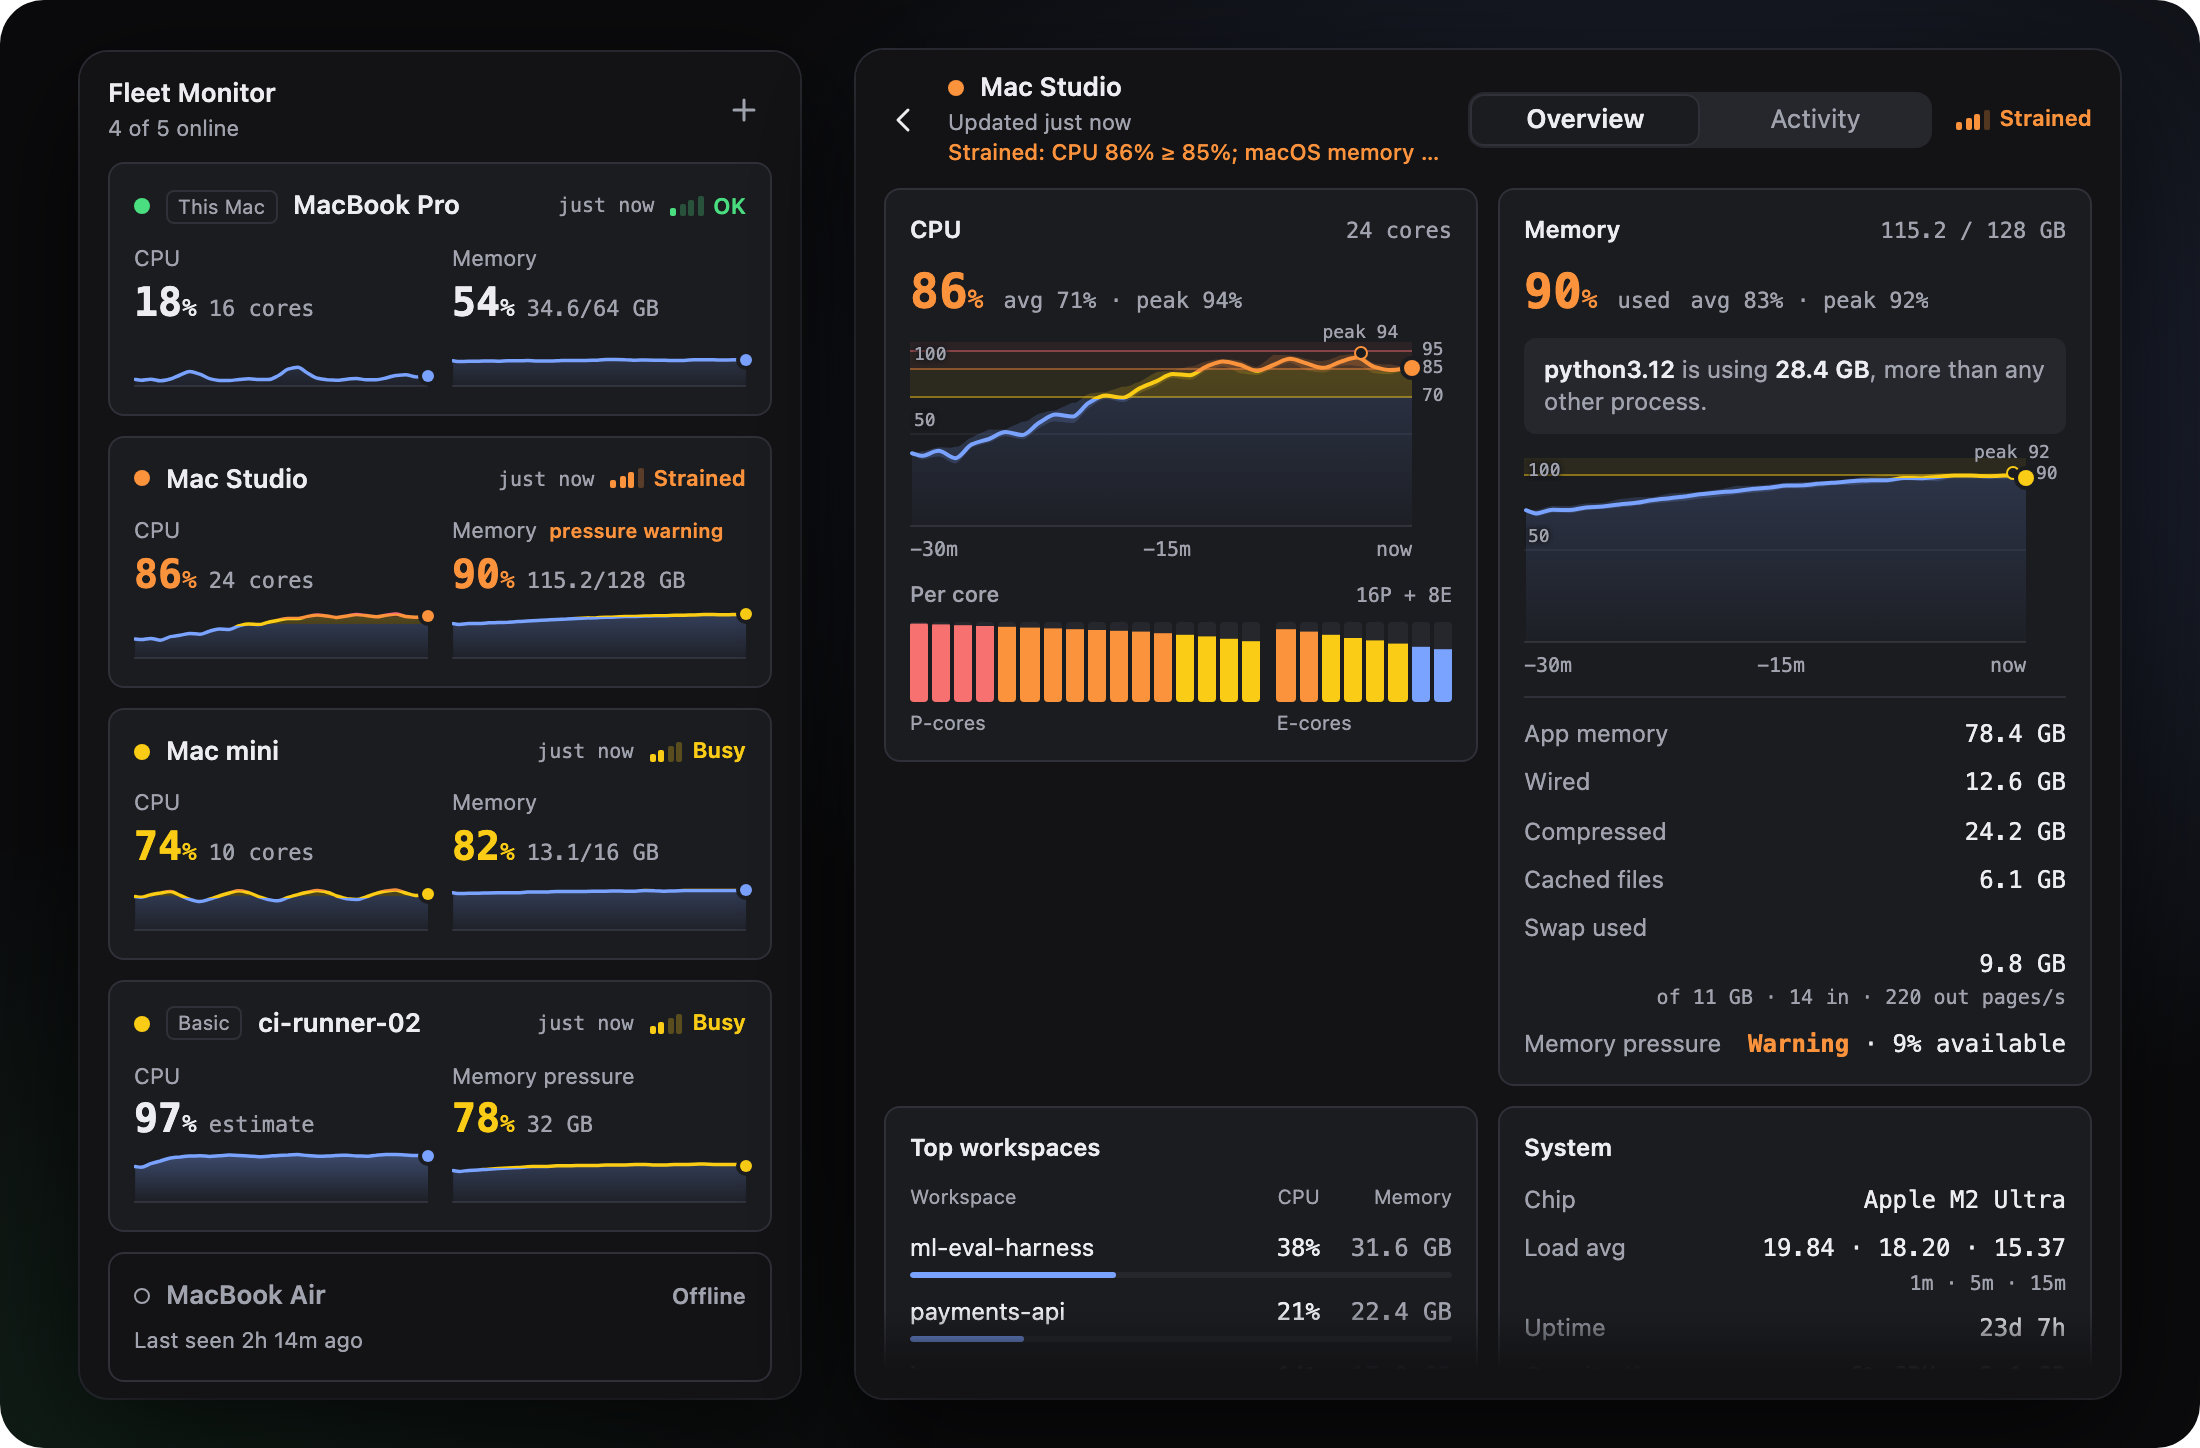 Fleet Monitor
4 of 5 online
This Mac MacBook Pro just now OK
CPU Memory
18% 16 cores 54% 34.6/64 GB
Mac Studio just now Strained
CPU Memory pressure warning
86% 24 cores 90% 115.2/128 GB
Mac mini just now Busy
CPU Memory
74% 10 cores 82% 13.1/16 GB
Basic ci-runner-02 just now Busy
CPU Memory pressure
97% estimate 78% 32 GB
MacBook Air Offline
Last seen 2h 14m ago
Mac Studio
Updated just now
Strained: CPU 86% ≥ 85%; macOS memory ...
Overview Activity Strained
CPU 24 cores
86% avg 71% · peak 94%
peak 94
100
95
85
70
50
−30m −15m now
Per core 16P + 8E
P-cores E-cores
Memory 115.2 / 128 GB
90% used avg 83% · peak 92%
python3.12 is using 28.4 GB, more than any
other process.
peak 92
100
90
50
−30m −15m now
App memory 78.4 GB
Wired 12.6 GB
Compressed 24.2 GB
Cached files 6.1 GB
Swap used
9.8 GB
of 11 GB · 14 in · 220 out pages/s
Memory pressure Warning · 9% available
Top workspaces
Workspace CPU Memory
ml-eval-harness 38% 31.6 GB
payments-api 21% 22.4 GB
System
Chip Apple M2 Ultra
Load avg 19.84 · 18.20 · 15.37
1m · 5m · 15m
Uptime 23d 7h